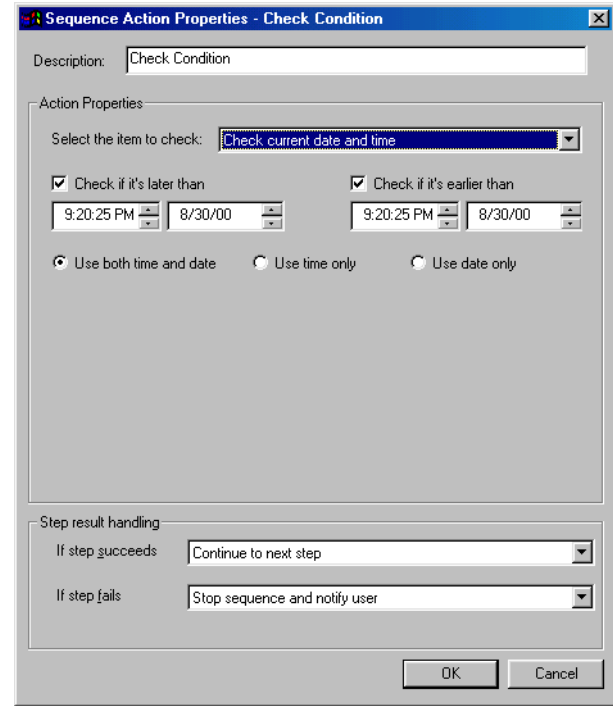 Sequence Action Properties - Check Condition
Description: Check Condition
Action Properties
Select the item to check: Check current date and time
Check if it's later than Check if it's earlier than
9:20:25 PM 8/30/00 9:20:25 PM 8/30/00
Use both time and date Use time only Use date only
Step result handling
If step succeeds Continue to next step
If step fails Stop sequence and notify user
OK Cancel